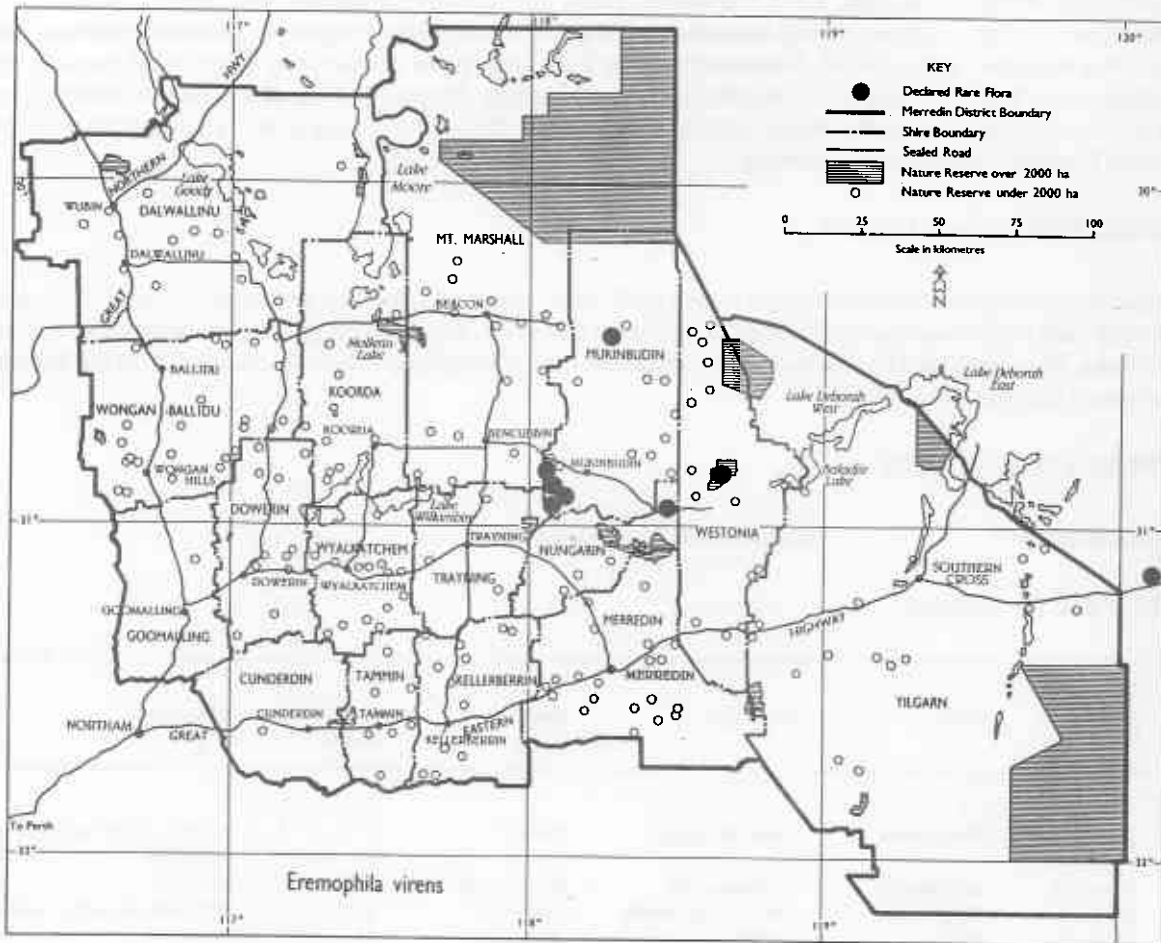 117°
118°
119°
120°
KEY
Declared Rare Flora
Merredin District Boundary
Shire Boundary
Sealed Road
Nature Reserve over 2000 ha
Nature Reserve under 2000 ha
0 25 50 75 100
Scale in kilometres
N
HWY
NORTHERN
Lake Moore
Lake Goody
30°
WUBIN
DALWALLINU
MT. MARSHALL
DALWALLINU
GREAT
BEACON
MUKINBUDIN
BALLIDU
KOORDA
Lake Deborah East
Lake Deborah West
WONGAN
BALLIDU
KOORDA
BENCUBBIN
MUKINBUDIN
WONGAN HILLS
Baladjie Lake
DOWERIN
31°
31°
WESTONIA
WYALKATCHEM
TRAYNING
NUNGARIN
DOWERIN
WYALKATCHEM
TRAYNING
SOUTHERN CROSS
GOOMALLING
GOOMALLING
MERREDIN
HIGHWAY
CUNDERDIN
TAMMIN
KELLERBERRIN
MERREDIN
YILGARN
NORTHAM
GREAT
CUNDERDIN
TAMMIN
EASTERN
KELLERBERRIN
To Perth
32°
32°
Eremophila virens
117°
118°
119°